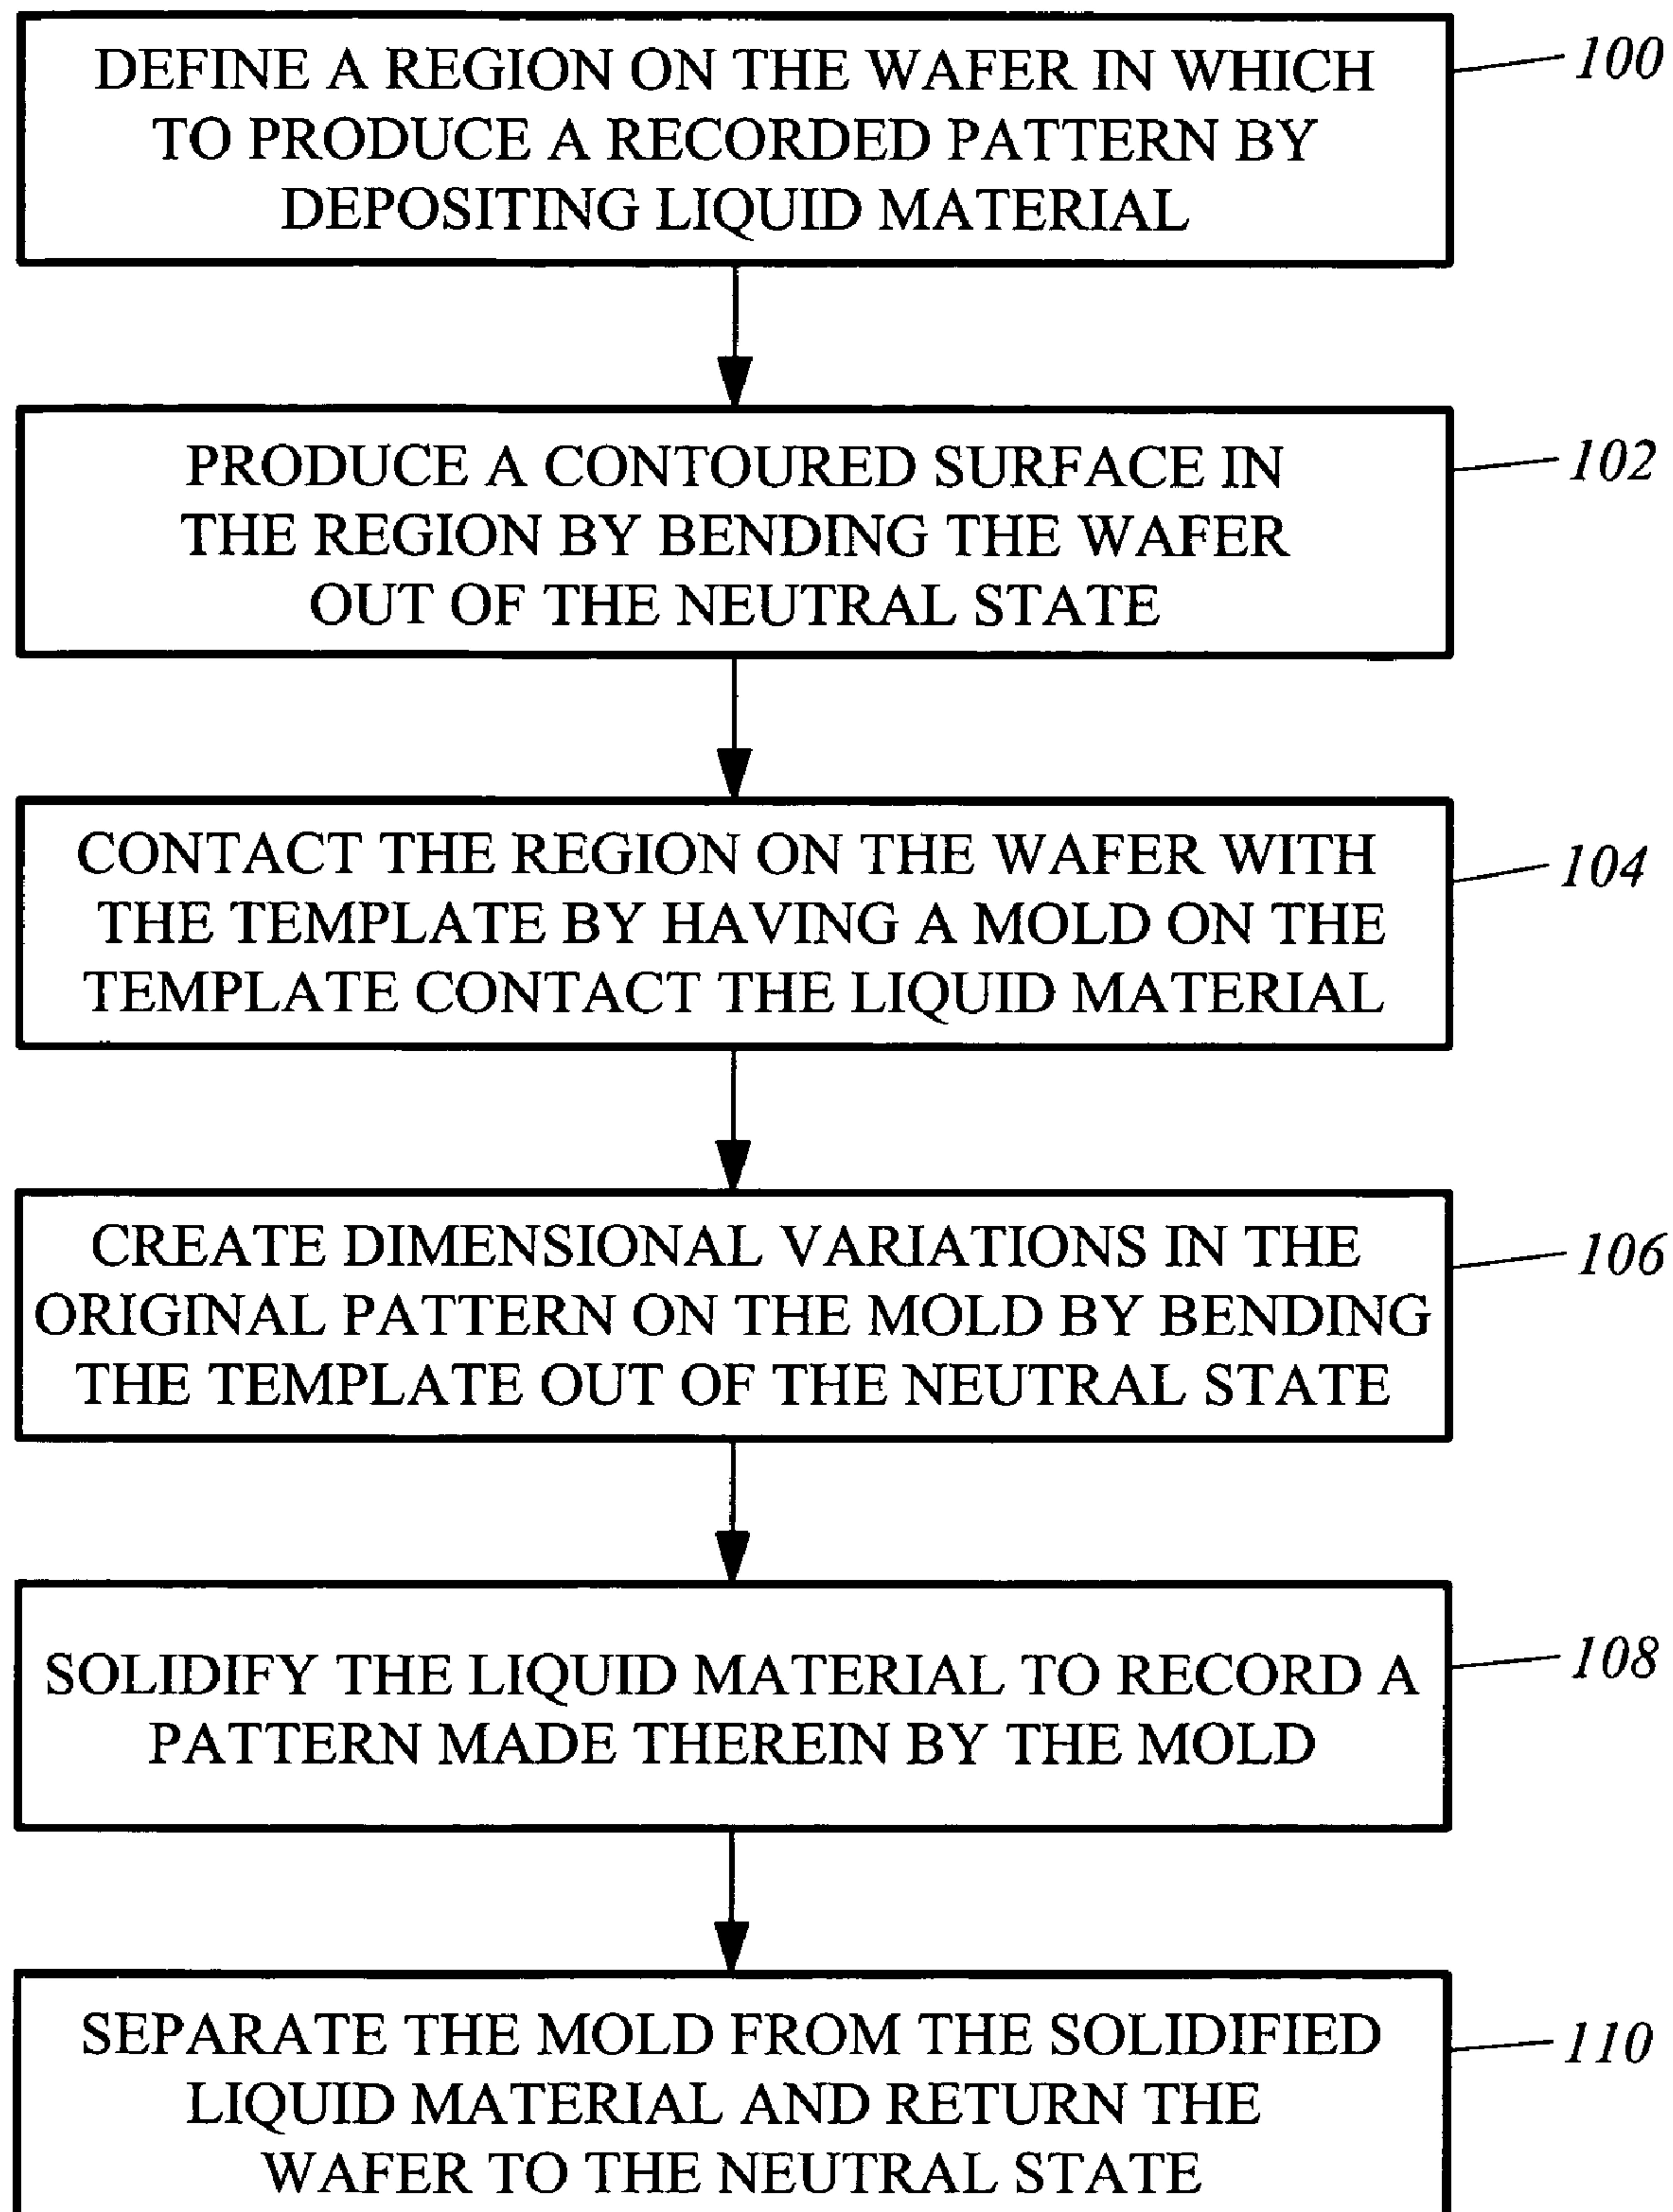 DEFINE A REGION ON THE WAFER IN WHICH
TO PRODUCE A RECORDED PATTERN BY
DEPOSITING LIQUID MATERIAL
100
PRODUCE A CONTOURED SURFACE IN
THE REGION BY BENDING THE WAFER
OUT OF THE NEUTRAL STATE
102
CONTACT THE REGION ON THE WAFER WITH
THE TEMPLATE BY HAVING A MOLD ON THE
TEMPLATE CONTACT THE LIQUID MATERIAL
104
CREATE DIMENSIONAL VARIATIONS IN THE
ORIGINAL PATTERN ON THE MOLD BY BENDING
THE TEMPLATE OUT OF THE NEUTRAL STATE
106
SOLIDIFY THE LIQUID MATERIAL TO RECORD A
PATTERN MADE THEREIN BY THE MOLD
108
SEPARATE THE MOLD FROM THE SOLIDIFIED
LIQUID MATERIAL AND RETURN THE
WAFER TO THE NEUTRAL STATE
110